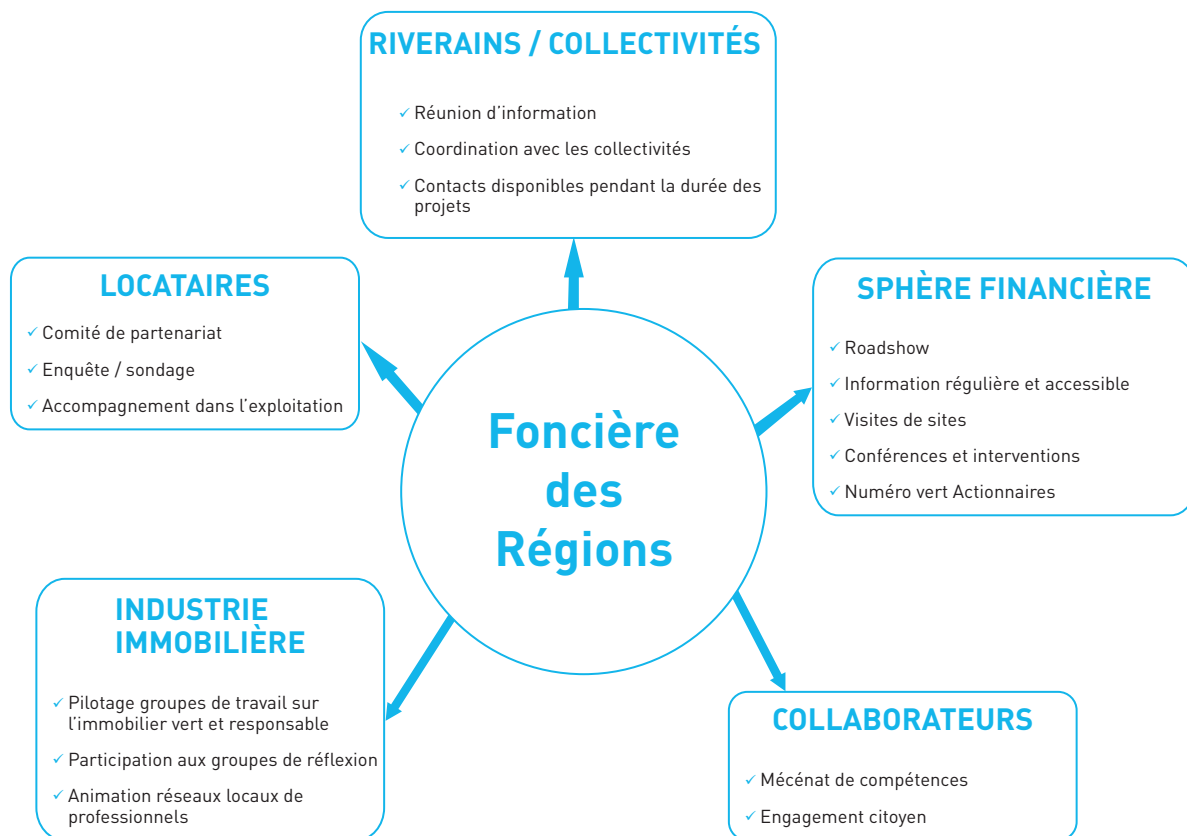 RIVERAINS / COLLECTIVITÉS
✓ Réunion d'information
✓ Coordination avec les collectivités
✓ Contacts disponibles pendant la durée des
projets
LOCATAIRES
✓ Comité de partenariat
✓ Enquête / sondage
✓ Accompagnement dans l'exploitation
SPHÈRE FINANCIÈRE
✓ Roadshow
✓ Information régulière et accessible
✓ Visites de sites
✓ Conférences et interventions
✓ Numéro vert Actionnaires
Foncière
des
Régions
INDUSTRIE
IMMOBILIÈRE
✓ Pilotage groupes de travail sur
l'immobilier vert et responsable
✓ Participation aux groupes de réflexion
✓ Animation réseaux locaux de
professionnels
COLLABORATEURS
✓ Mécénat de compétences
✓ Engagement citoyen